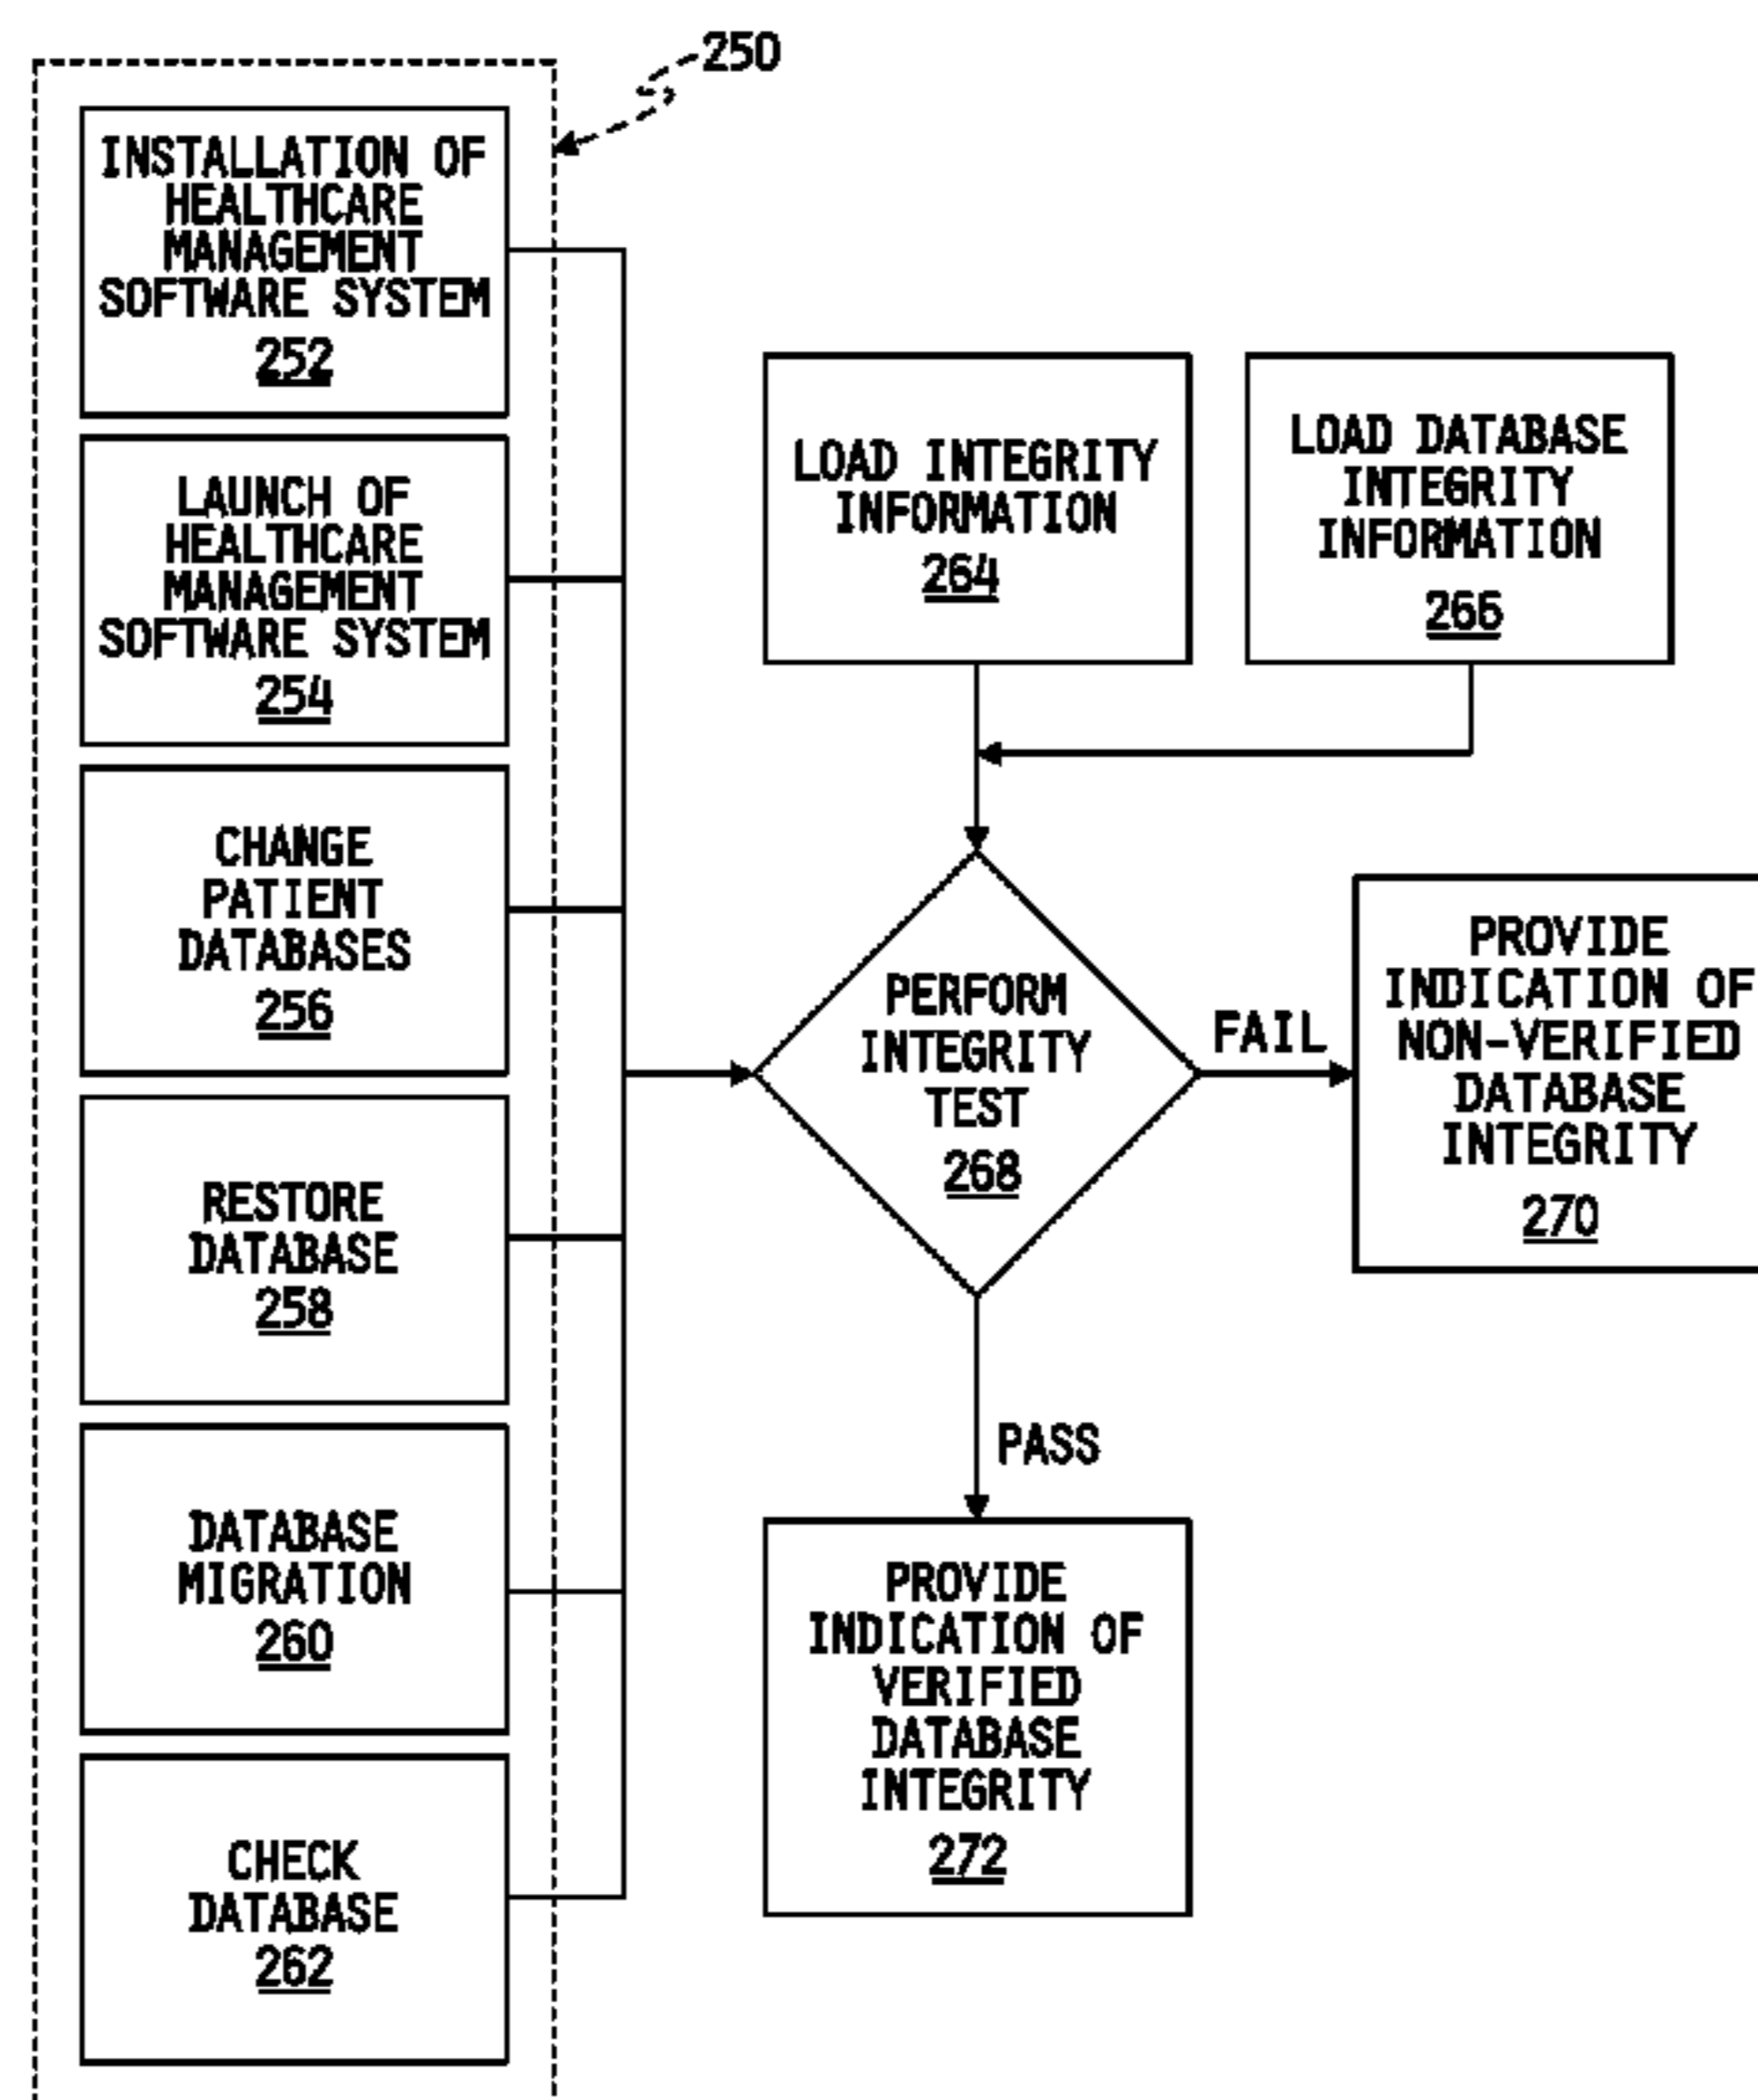 250
INSTALLATION OF
HEALTHCARE
MANAGEMENT
SOFTWARE SYSTEM
252
LAUNCH OF
HEALTHCARE
MANAGEMENT
SOFTWARE SYSTEM
254
CHANGE
PATIENT
DATABASES
256
RESTORE
DATABASE
258
DATABASE
MIGRATION
260
CHECK
DATABASE
262
LOAD INTEGRITY
INFORMATION
264
LOAD DATABASE
INTEGRITY
INFORMATION
266
PERFORM
INTEGRITY
TEST
268
FAIL
PROVIDE
INDICATION OF
NON-VERIFIED
DATABASE
INTEGRITY
270
PASS
PROVIDE
INDICATION OF
VERIFIED
DATABASE
INTEGRITY
272